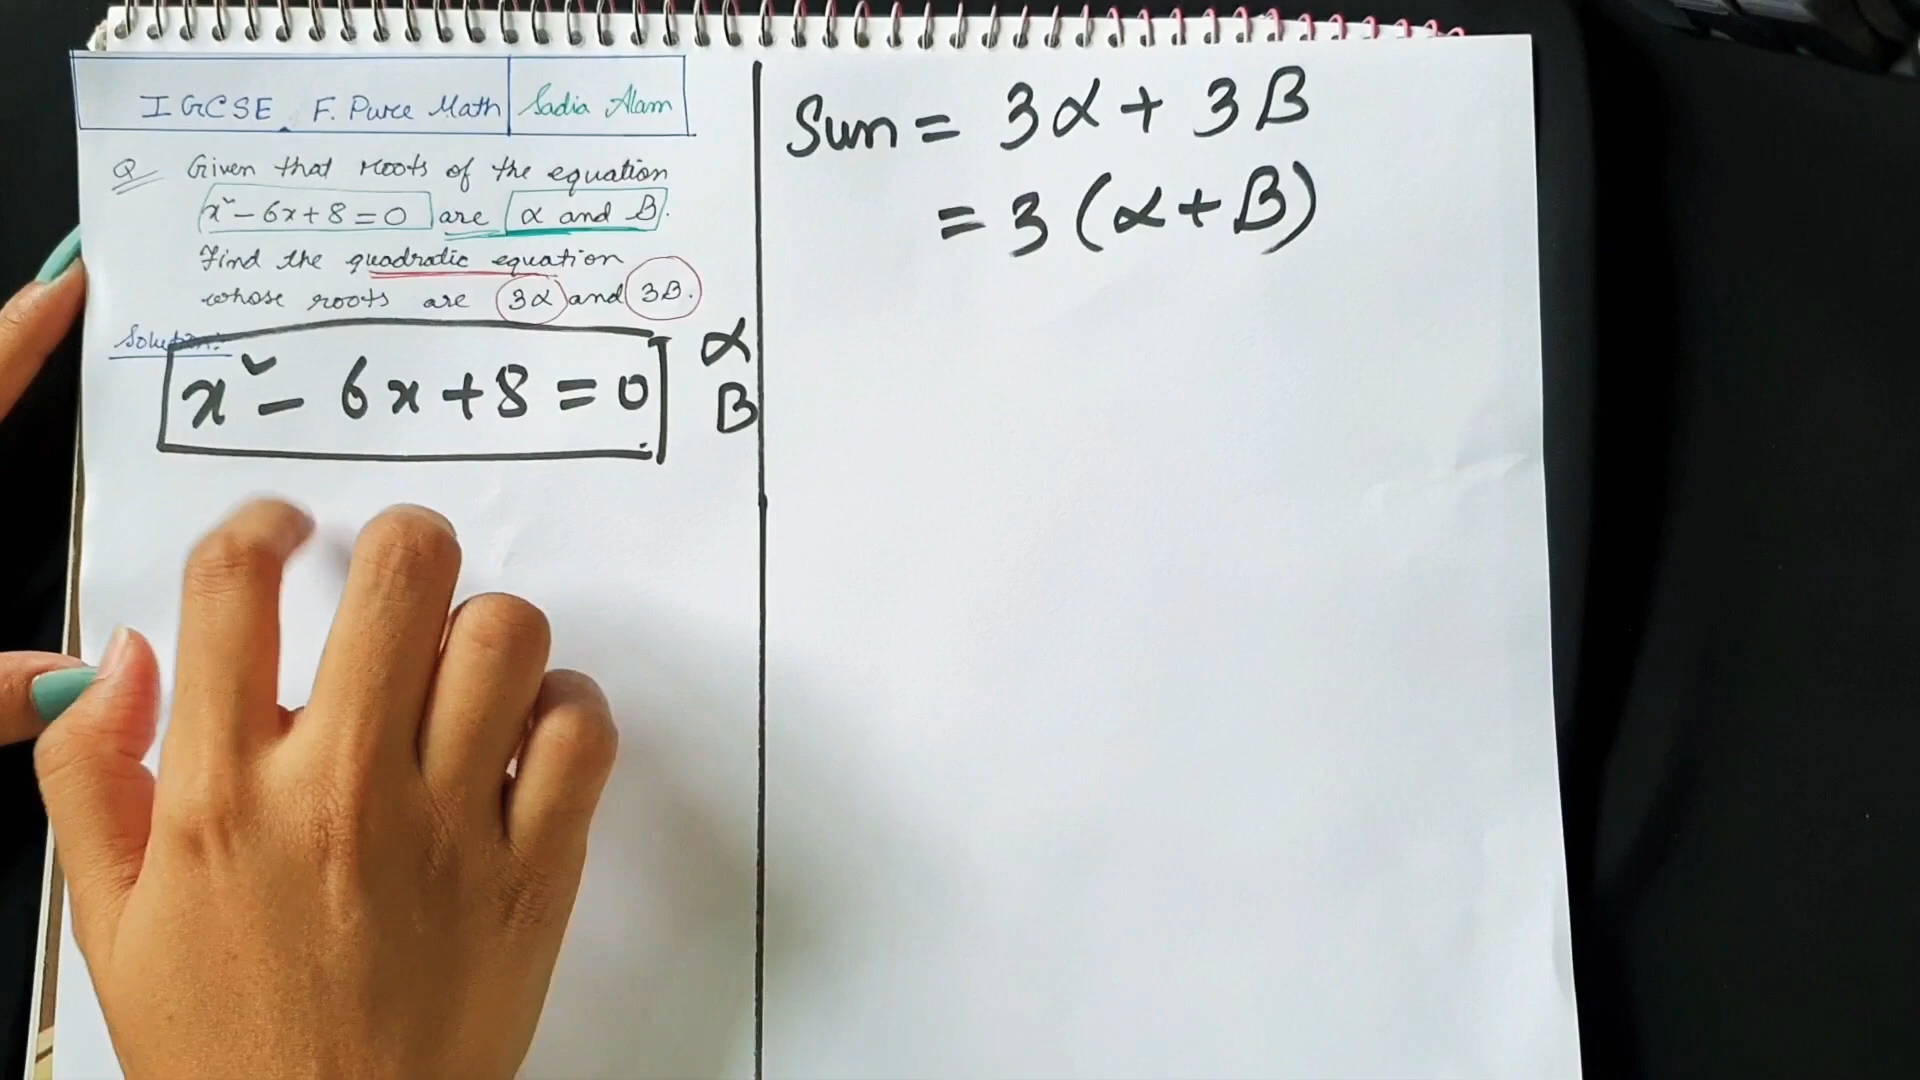 IGCSE F. Pure Math Sadia Alam
Q Given that roots of the equation
x² - 6x + 8 = 0 are α and β.
Find the quadratic equation
whose roots are 3α and 3β.
Solution:
x² - 6x + 8 = 0 α
β
Sum = 3α + 3β
= 3 (α + β)